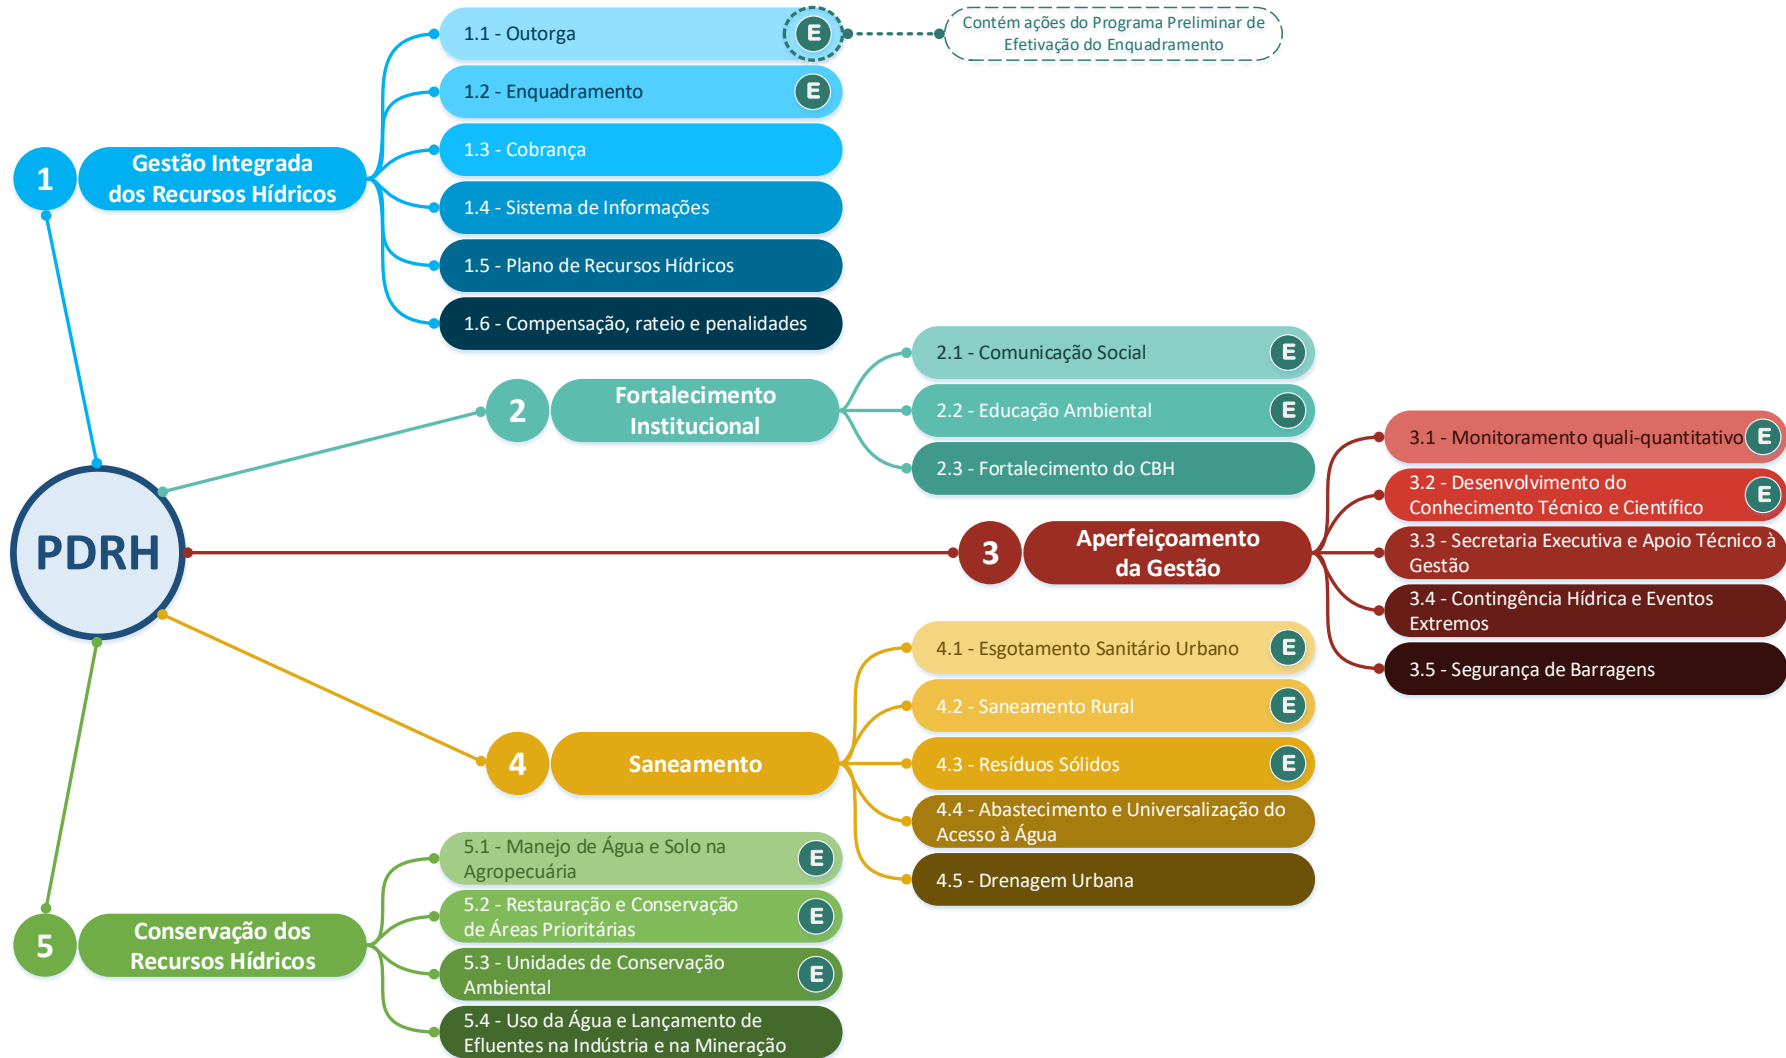 PDRH
1
Gestão Integrada
dos Recursos Hídricos
1.1 - Outorga
E
Contém ações do Programa Preliminar de
Efetivação do Enquadramento
1.2 - Enquadramento
E
1.3 - Cobrança
1.4 - Sistema de Informações
1.5 - Plano de Recursos Hídricos
1.6 - Compensação, rateio e penalidades
2
Fortalecimento
Institucional
2.1 - Comunicação Social
E
2.2 - Educação Ambiental
E
2.3 - Fortalecimento do CBH
3
Aperfeiçoamento
da Gestão
3.1 - Monitoramento quali-quantitativo
E
3.2 - Desenvolvimento do
Conhecimento Técnico e Científico
E
3.3 - Secretaria Executiva e Apoio Técnico à
Gestão
3.4 - Contingência Hídrica e Eventos
Extremos
3.5 - Segurança de Barragens
4
Saneamento
4.1 - Esgotamento Sanitário Urbano
E
4.2 - Saneamento Rural
E
4.3 - Resíduos Sólidos
E
4.4 - Abastecimento e Universalização do
Acesso à Água
4.5 - Drenagem Urbana
5
Conservação dos
Recursos Hídricos
5.1 - Manejo de Água e Solo na
Agropecuária
E
5.2 - Restauração e Conservação
de Áreas Prioritárias
E
5.3 - Unidades de Conservação
Ambiental
E
5.4 - Uso da Água e Lançamento de
Efluentes na Indústria e na Mineração